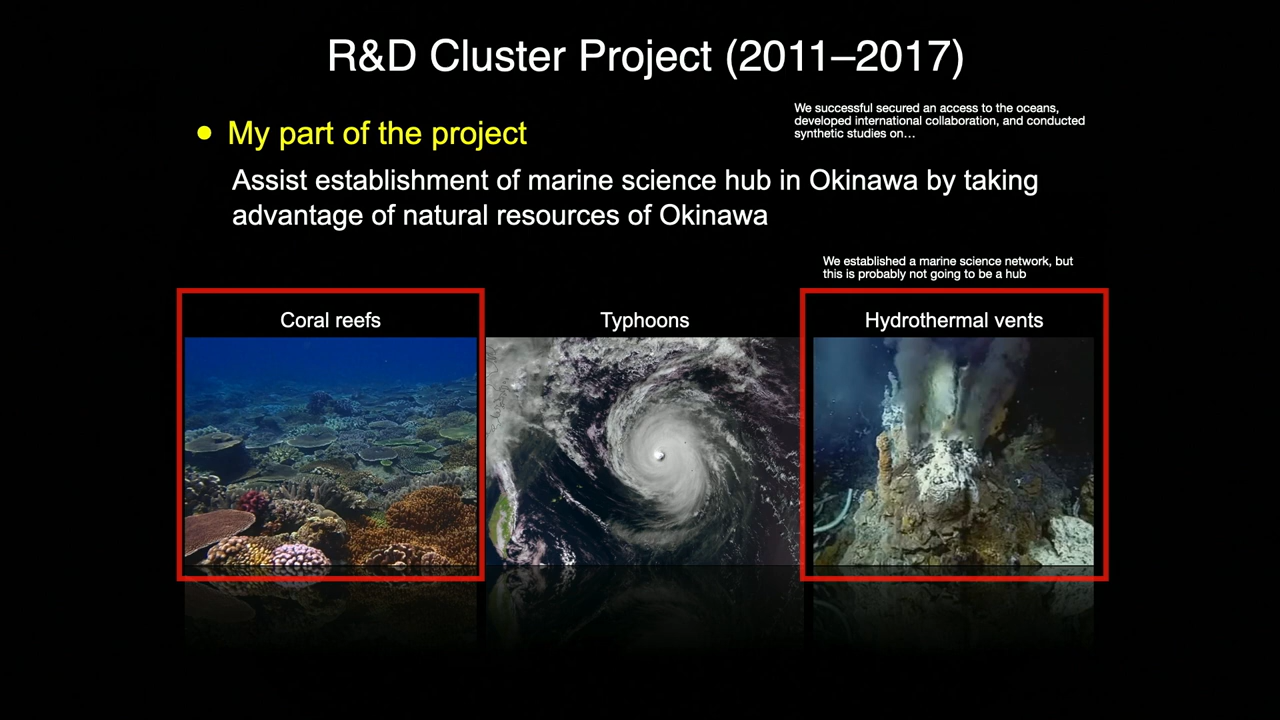 R&D Cluster Project (2011–2017)
We successful secured an access to the oceans,
developed international collaboration, and conducted
synthetic studies on…
● My part of the project
Assist establishment of marine science hub in Okinawa by taking
advantage of natural resources of Okinawa
We established a marine science network, but
this is probably not going to be a hub
Coral reefs
Typhoons
Hydrothermal vents